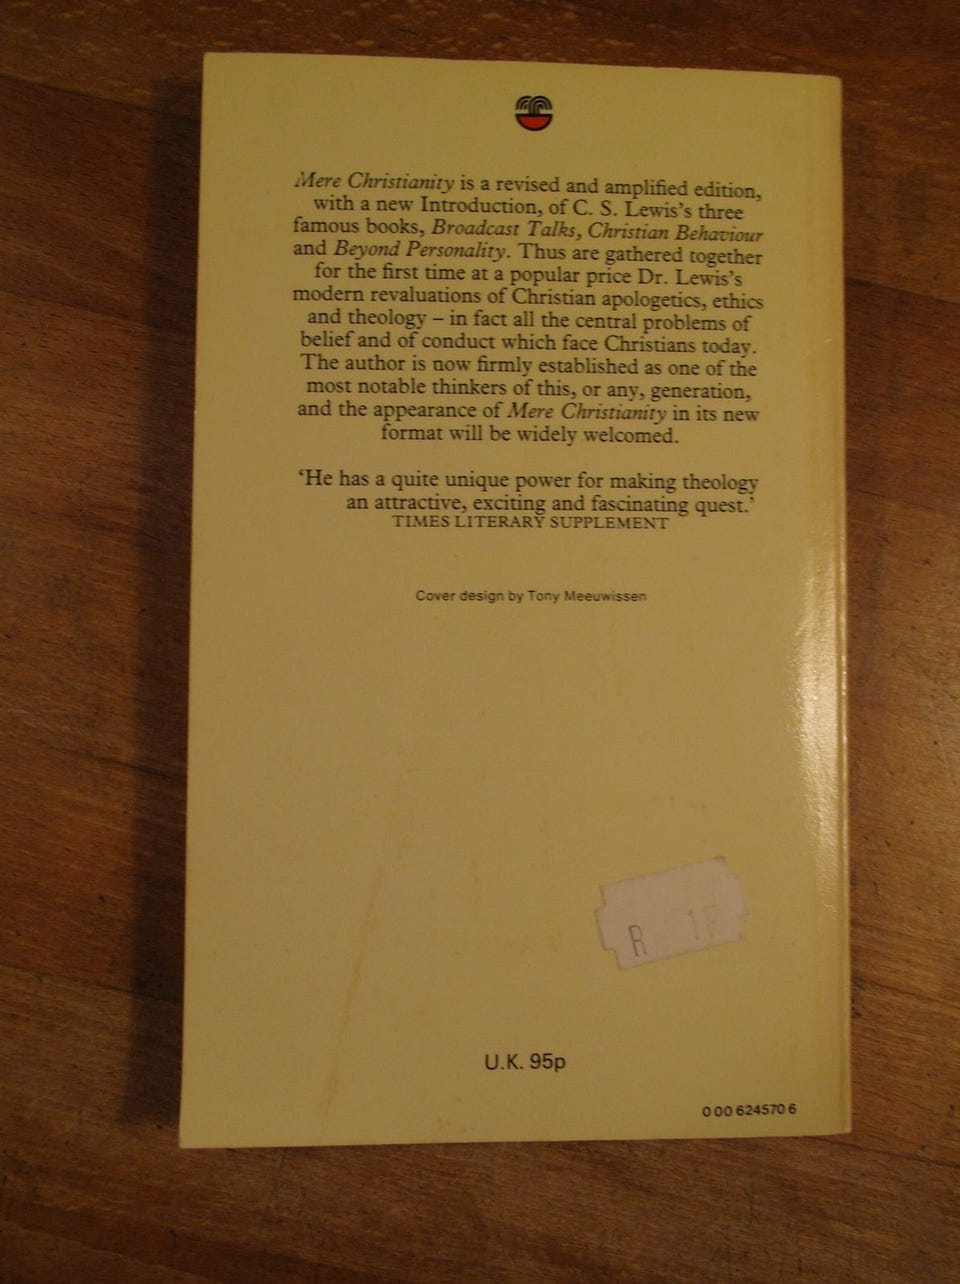 Mere Christianity is a revised and amplified edition,
with a new Introduction, of C. S. Lewis's three
famous books, Broadcast Talks, Christian Behaviour
and Beyond Personality. Thus are gathered together
for the first time at a popular price Dr. Lewis's
modern revaluations of Christian apologetics, ethics
and theology – in fact all the central problems of
belief and of conduct which face Christians today.
The author is now firmly established as one of the
most notable thinkers of this, or any, generation,
and the appearance of Mere Christianity in its new
format will be widely welcomed.
‘He has a quite unique power for making theology
an attractive, exciting and fascinating quest.’
TIMES LITERARY SUPPLEMENT
Cover design by Tony Meeuwissen
R
U.K. 95p
0 00 624570 6